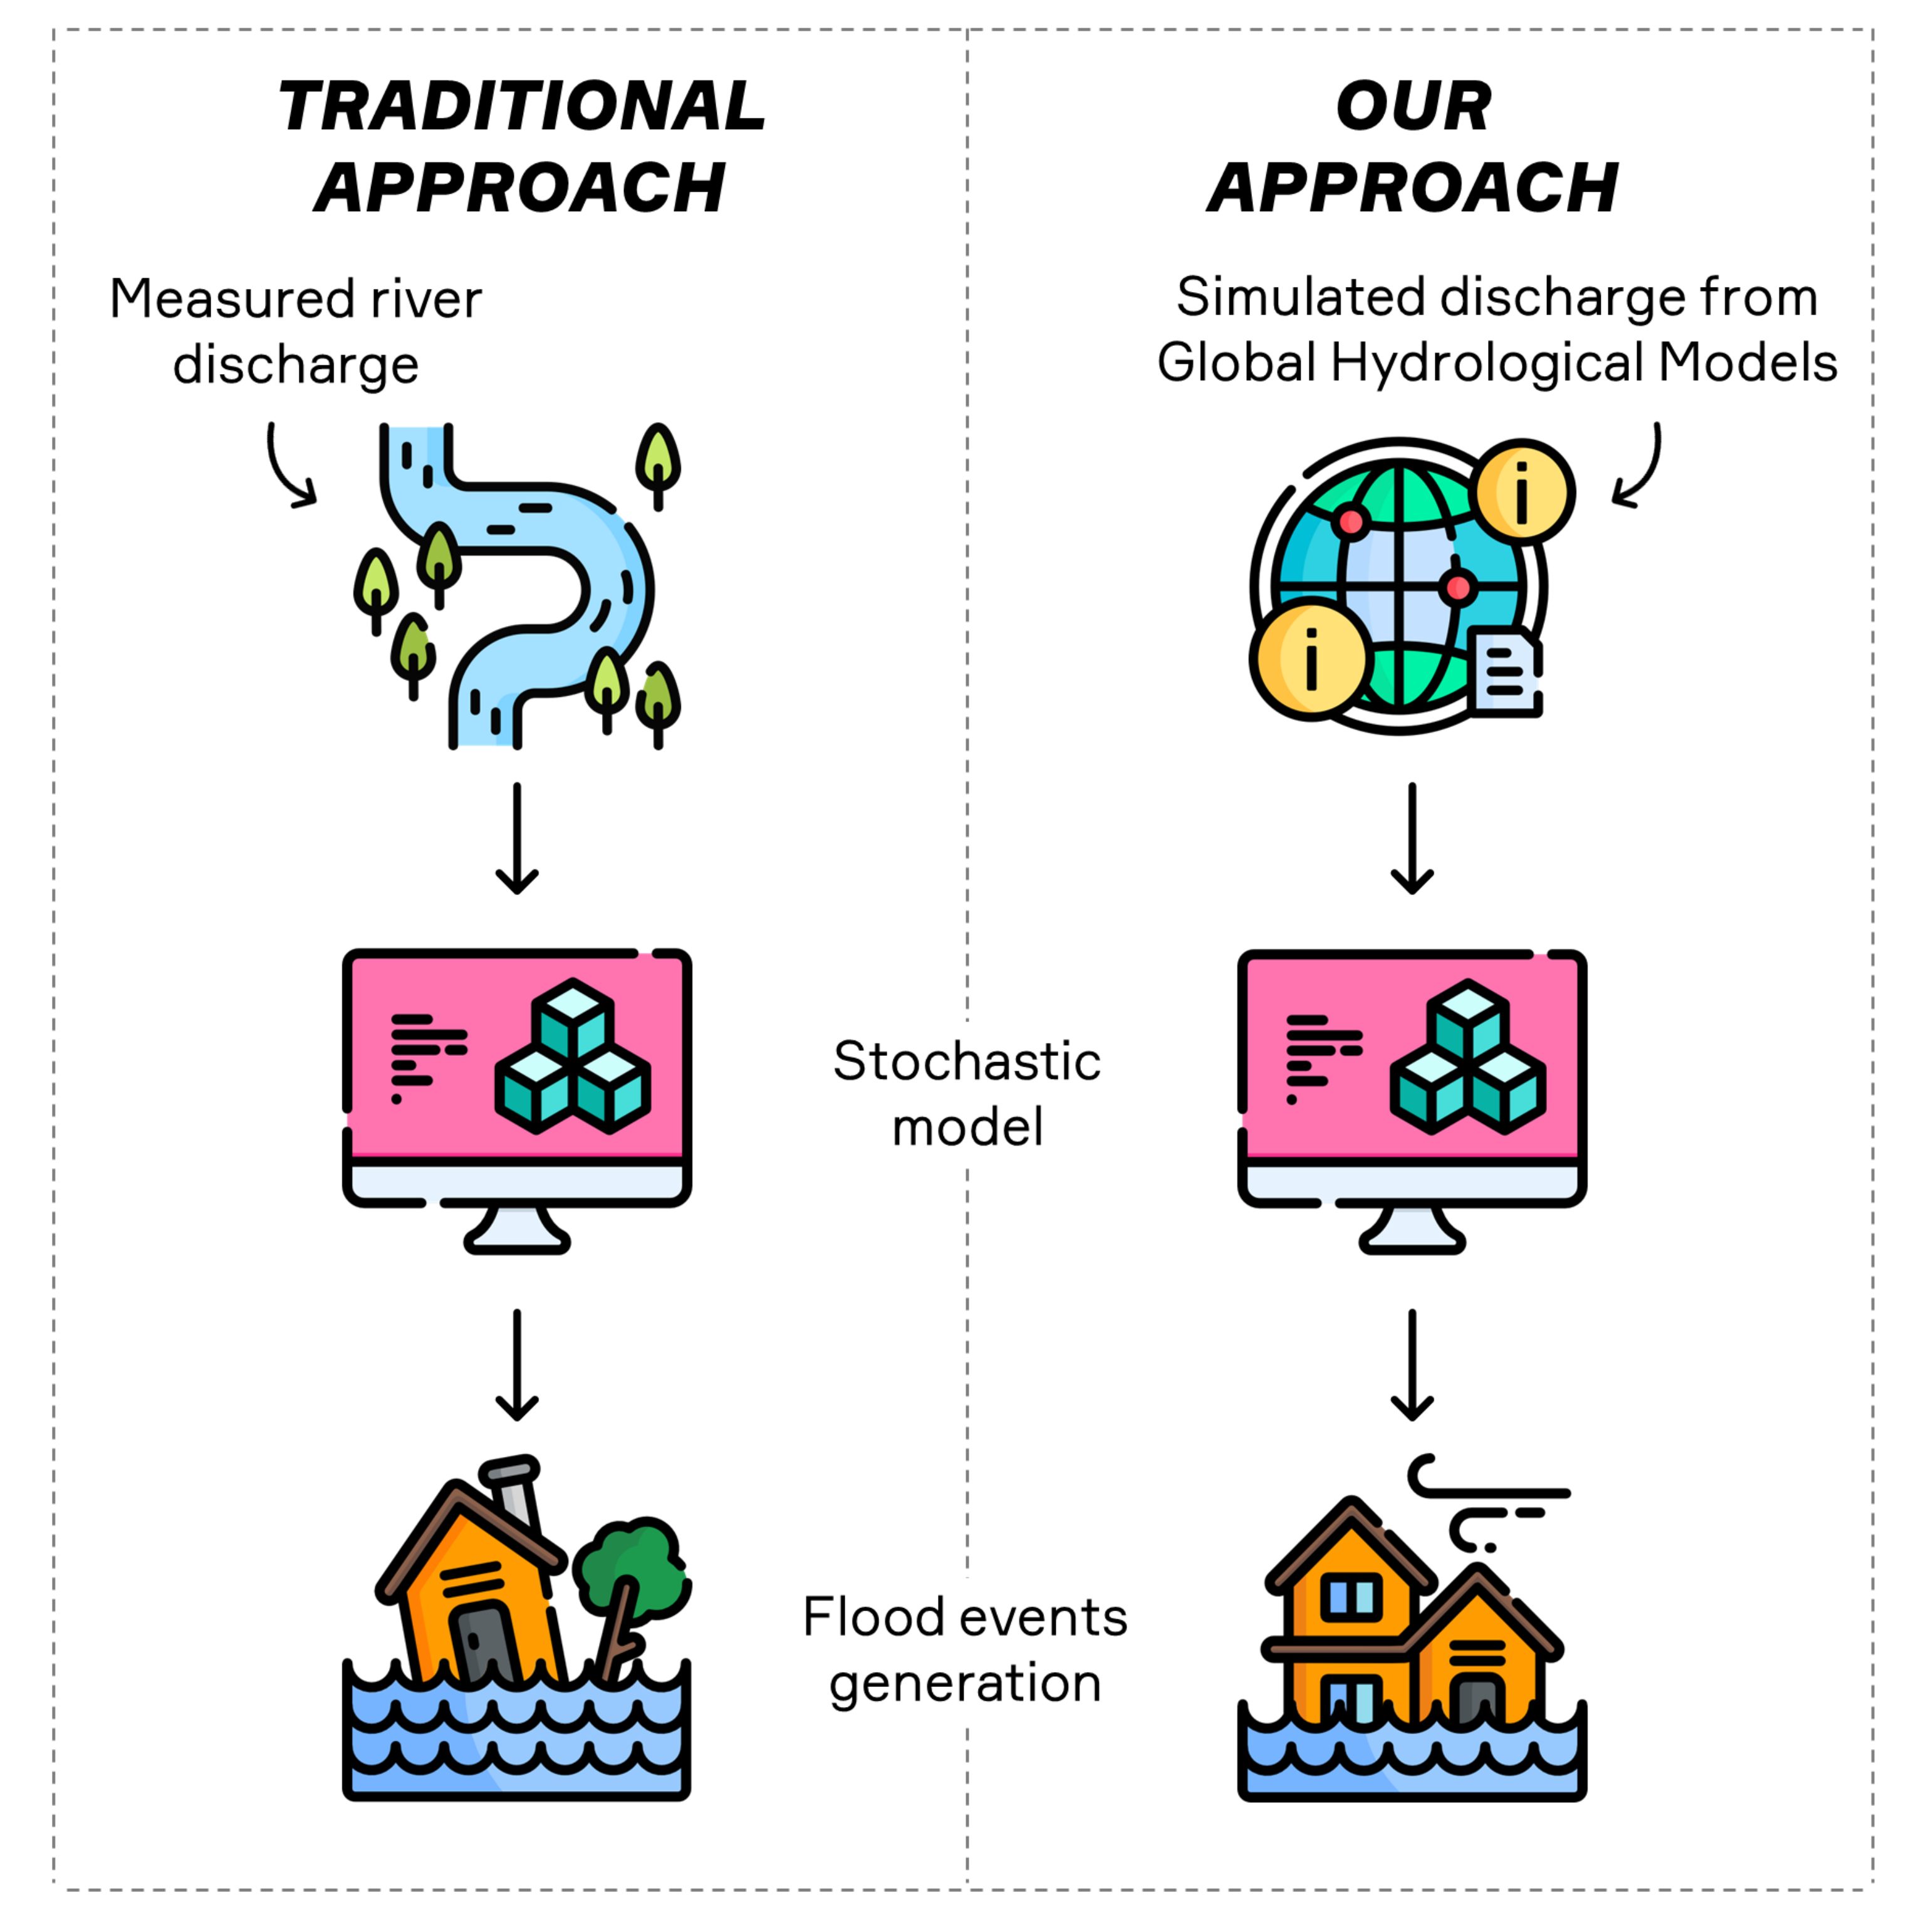 TRADITIONAL
APPROACH
Measured river
discharge
OUR
APPROACH
Simulated discharge from
Global Hydrological Models
i
i
Stochastic
model
Flood events
generation